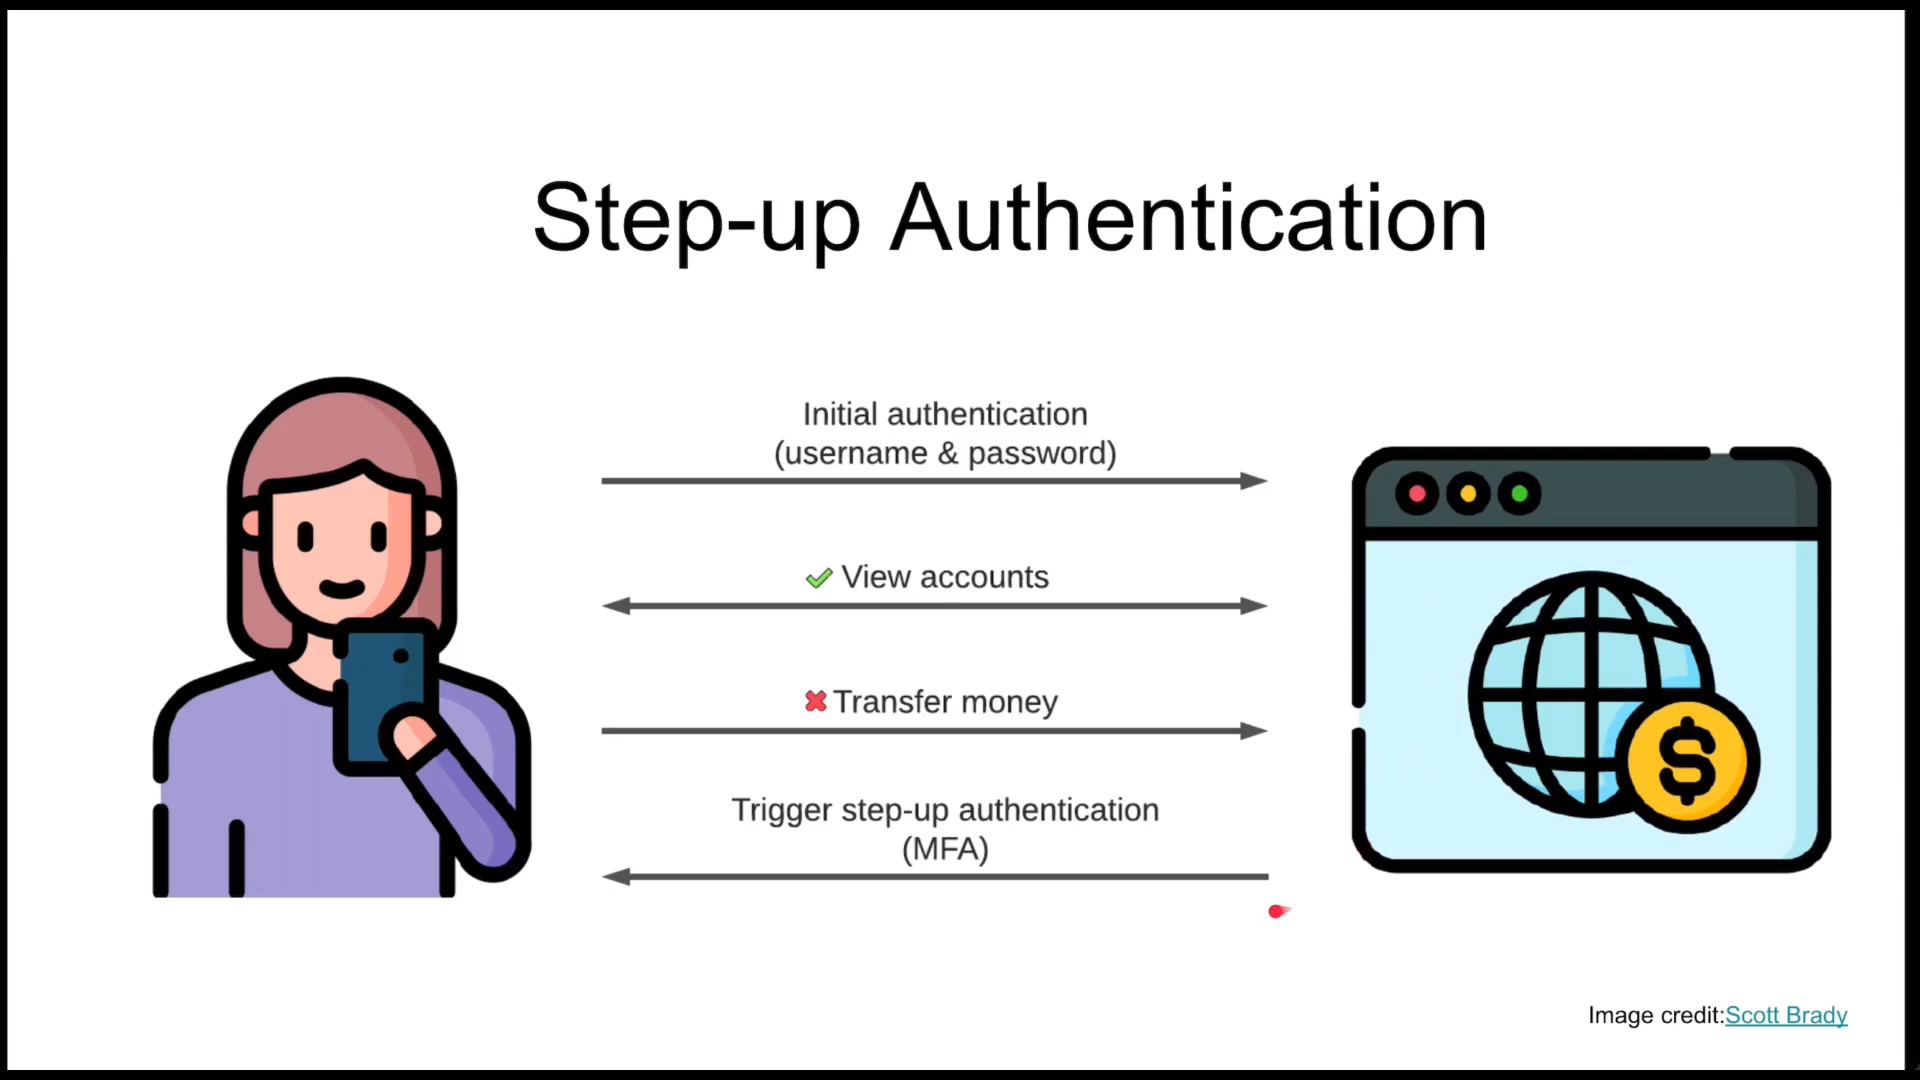 Step-up Authentication
Initial authentication
(username & password)
View accounts
Transfer money
Trigger step-up authentication
(MFA)
$
Image credit:Scott Brady